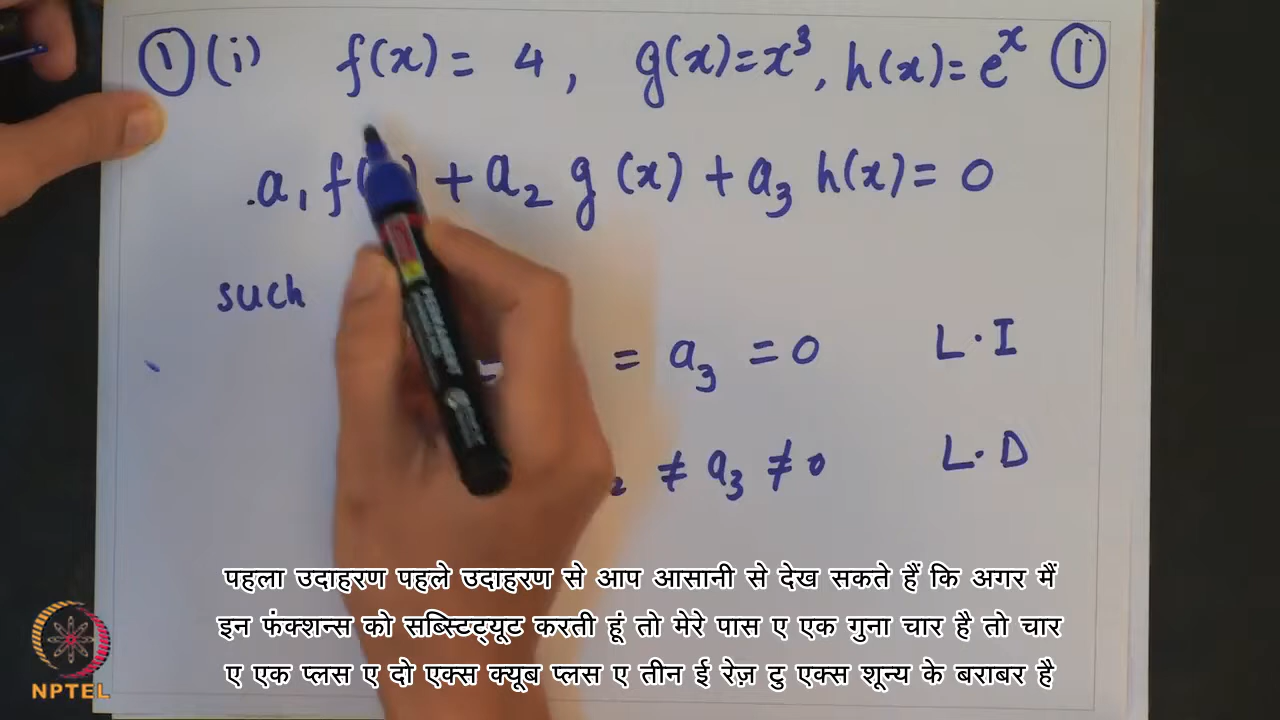 ① (i) f(x) = 4 , g(x)=x³, h(x)=eˣ ①
.a₁ f( ) + a₂ g (x) + a₃ h(x)= 0
such
= a₃ = 0 L.I
₂ ≠ a₃ ≠ 0 L.D
पहला उदाहरण पहले उदाहरण से आप आसानी से देख सकते हैं कि अगर मैं
इन फंक्शन्स को सब्स्टिट्यूट करती हूं तो मेरे पास ए एक गुना चार है तो चार
ए एक प्लस ए दो एक्स क्यूब प्लस ए तीन ई रेज़ टु एक्स शून्य के बराबर है
NPTEL